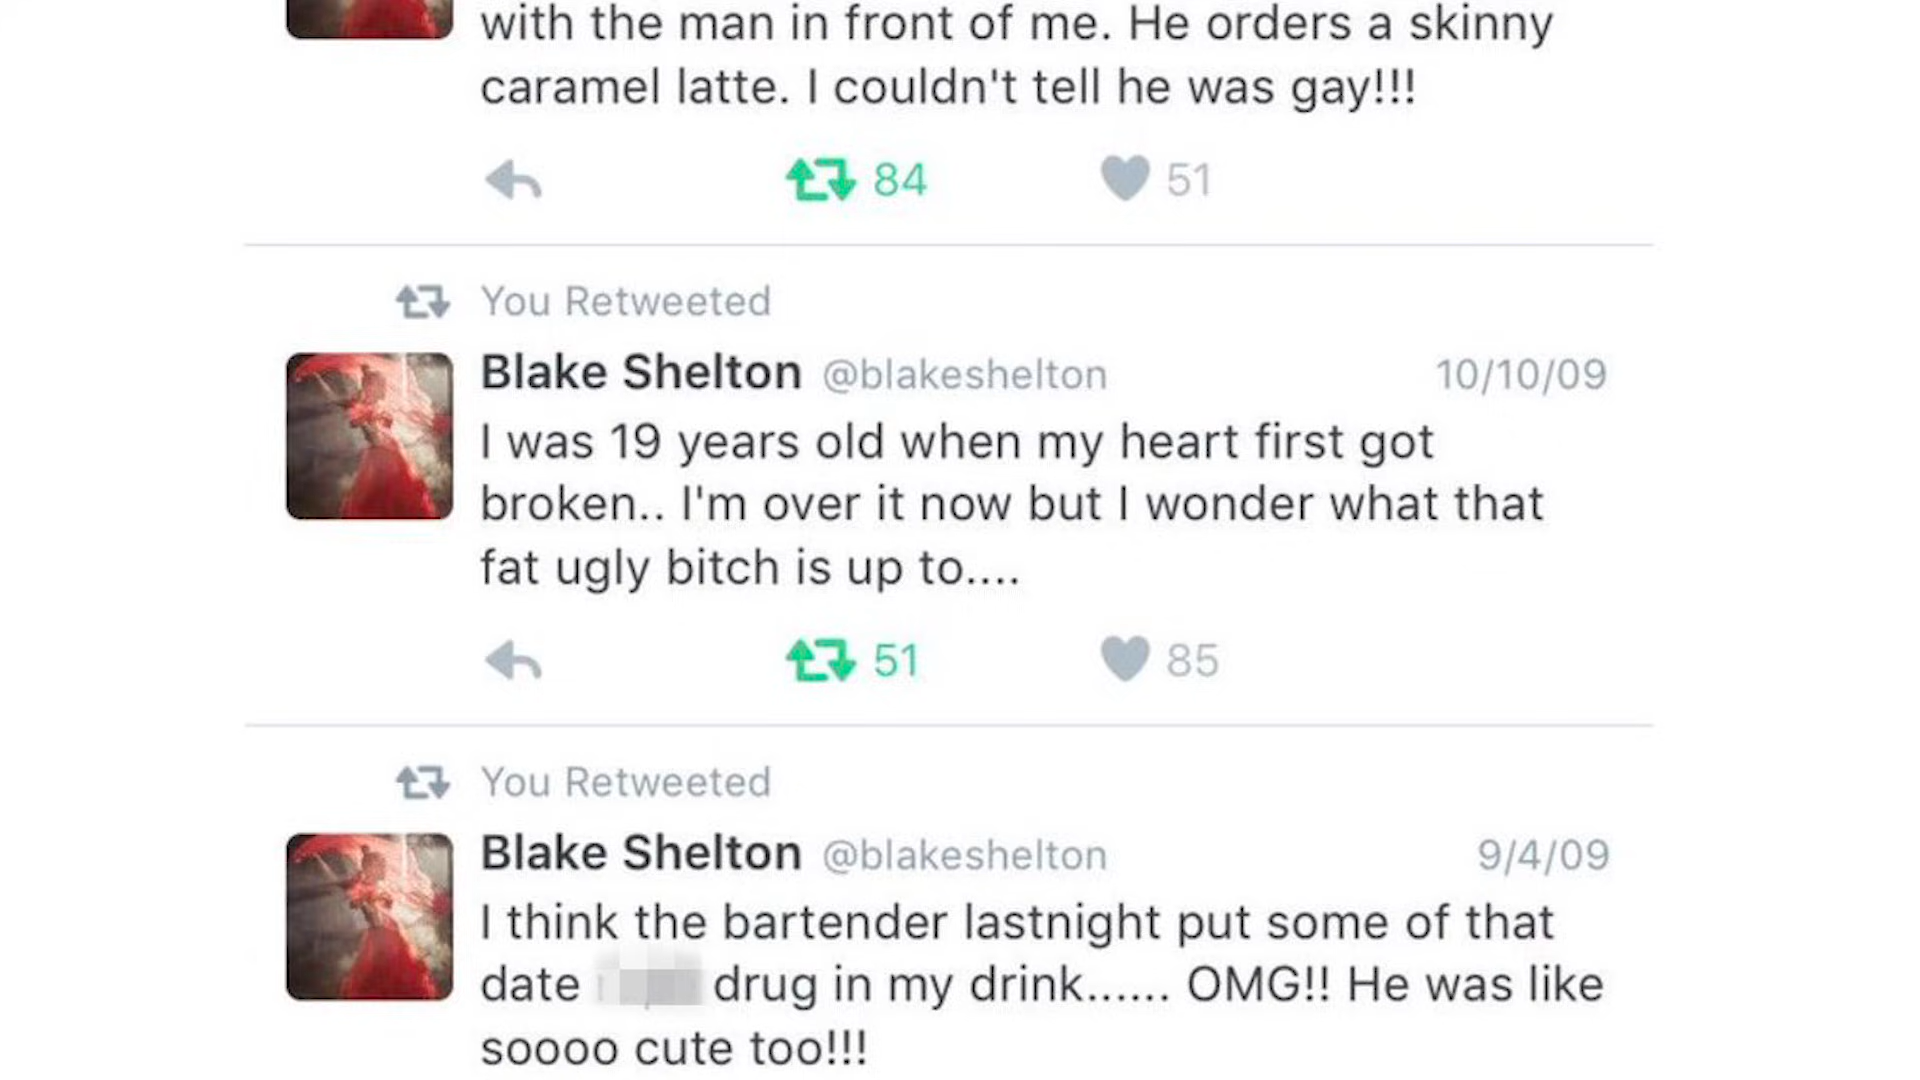 with the man in front of me. He orders a skinny
caramel latte. I couldn't tell he was gay!!!
84 51
You Retweeted
Blake Shelton @blakeshelton 10/10/09
I was 19 years old when my heart first got
broken.. I'm over it now but I wonder what that
fat ugly bitch is up to....
51 85
You Retweeted
Blake Shelton @blakeshelton 9/4/09
I think the bartender lastnight put some of that
date drug in my drink...... OMG!! He was like
soooo cute too!!!